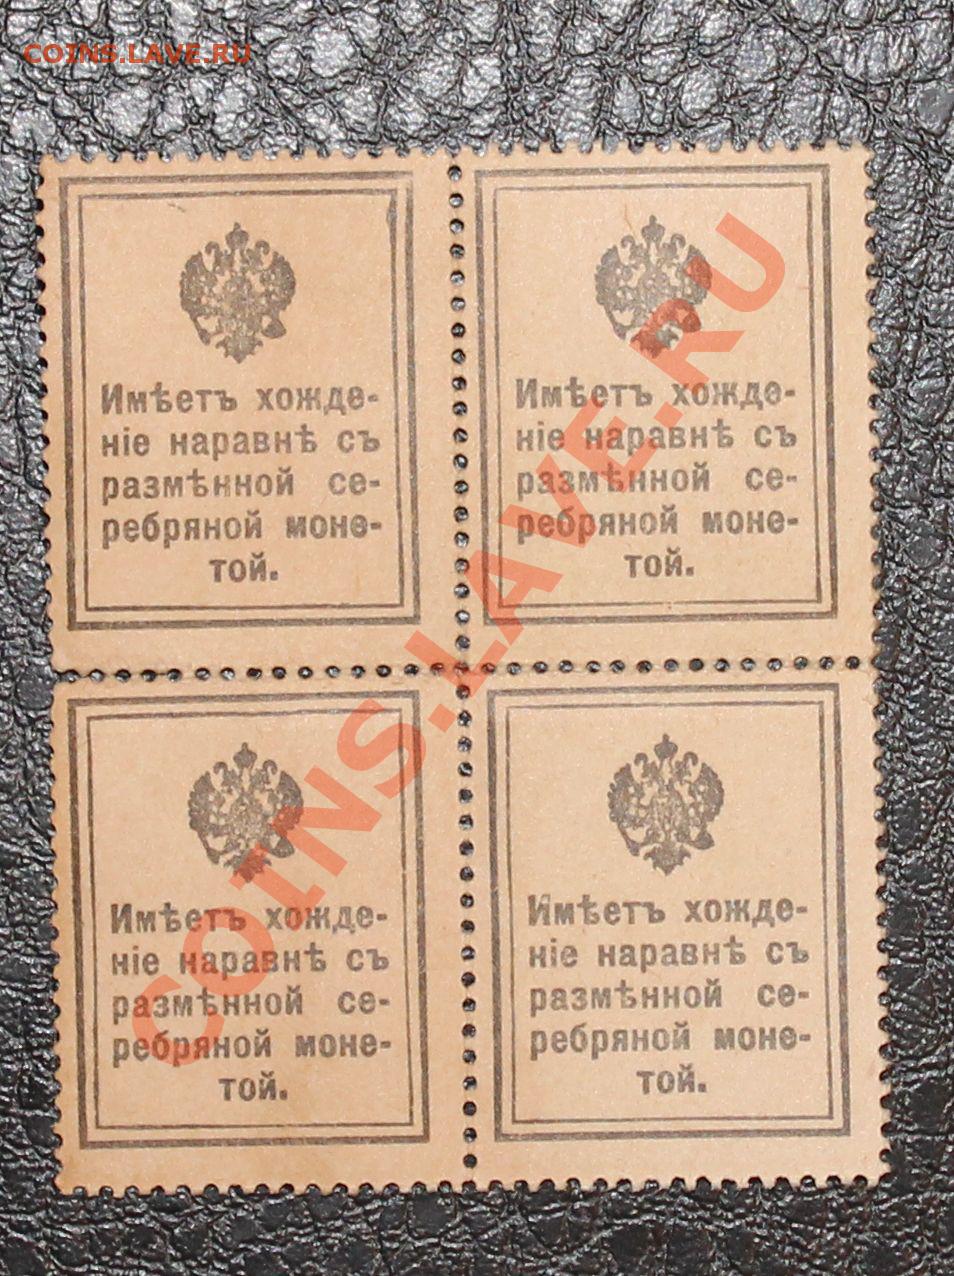 COINS.LAVE.RU
Имѣетъ хожде-
ніе наравнѣ съ
размѣнной се-
ребряной моне-
той.
Имѣетъ хожде-
ніе наравнѣ съ
размѣнной се-
ребряной моне-
той.
Имѣетъ хожде-
ніе наравнѣ съ
размѣнной се-
ребряной моне-
той.
Имѣетъ хожде-
ніе наравнѣ съ
размѣнной се-
ребряной моне-
той.
COINS.LAVE.RU